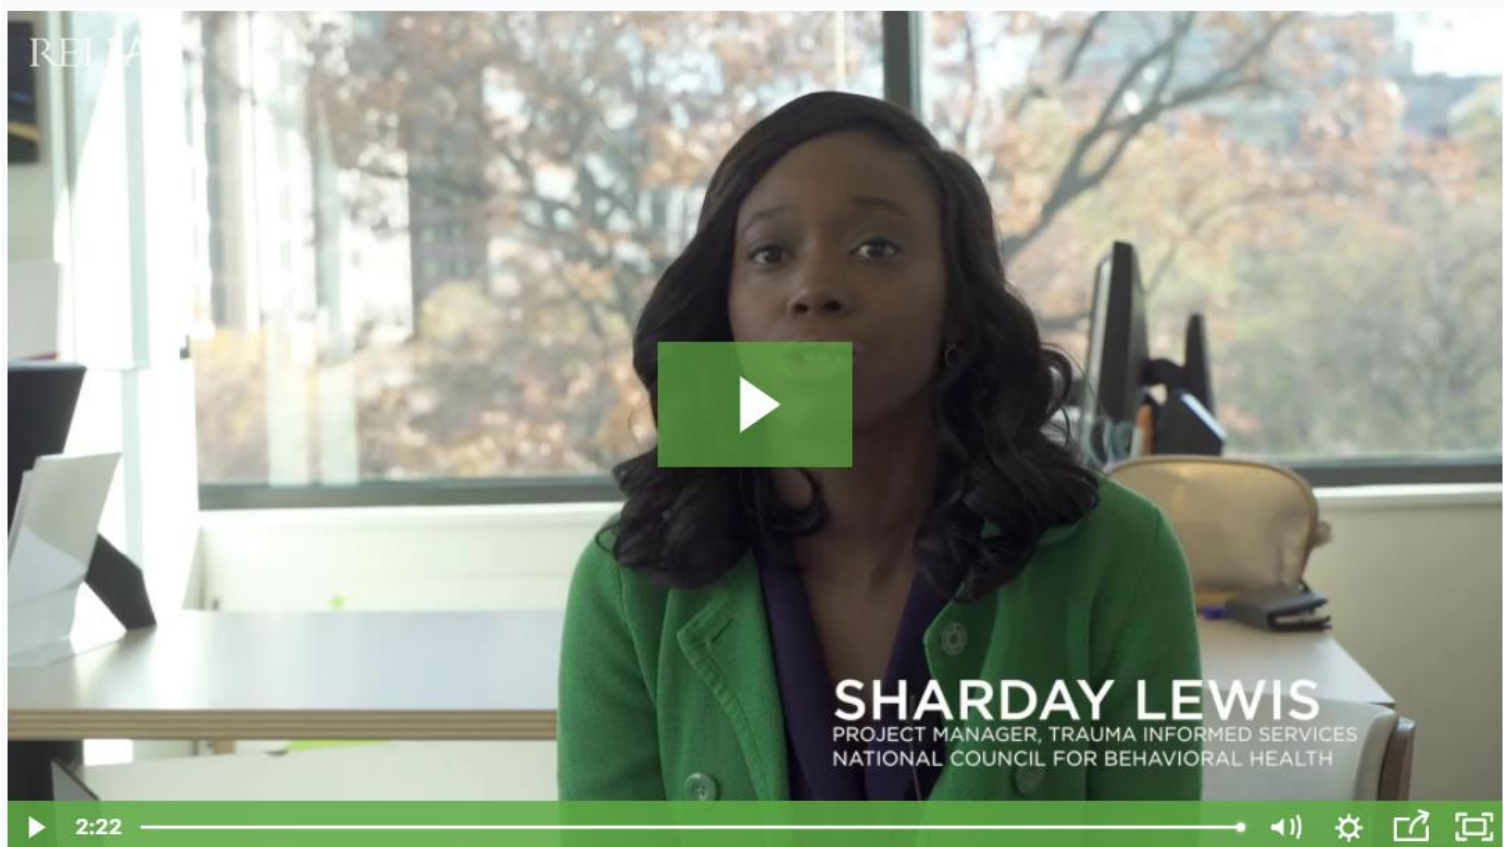 SHARDAY LEWIS
PROJECT MANAGER, TRAUMA INFORMED SERVICES
NATIONAL COUNCIL FOR BEHAVIORAL HEALTH
2:22